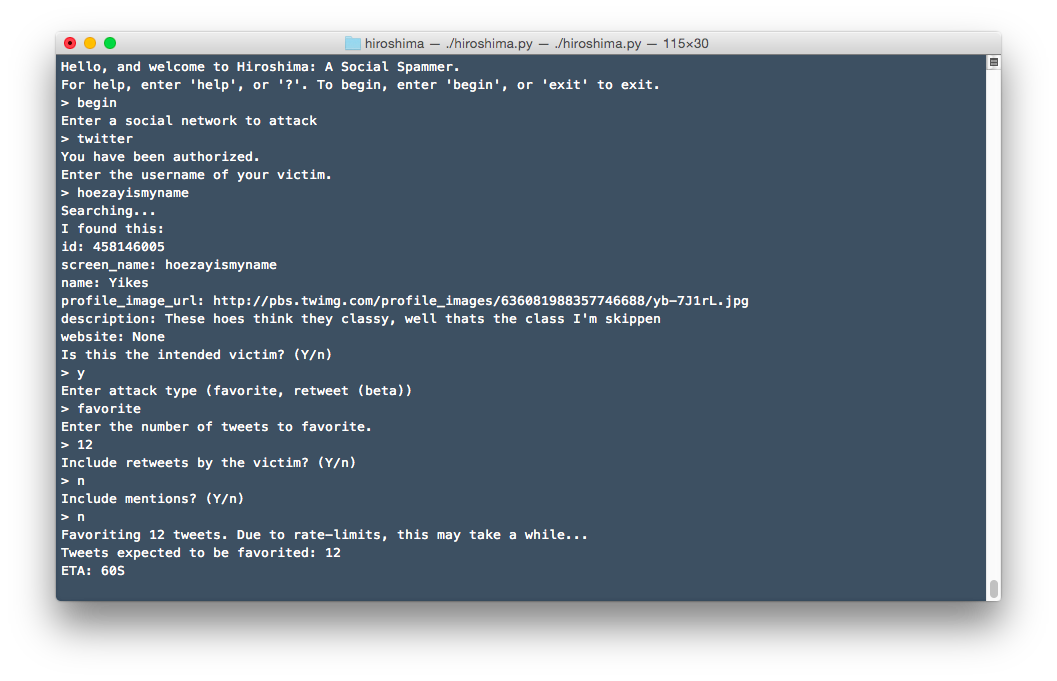 hiroshima — ./hiroshima.py — ./hiroshima.py — 115×30
Hello, and welcome to Hiroshima: A Social Spammer.
For help, enter 'help', or '?'. To begin, enter 'begin', or 'exit' to exit.
> begin
Enter a social network to attack
> twitter
You have been authorized.
Enter the username of your victim.
> hoezayismyname
Searching...
I found this:
id: 458146005
screen_name: hoezayismyname
name: Yikes
profile_image_url: http://pbs.twimg.com/profile_images/636081988357746688/yb-7J1rL.jpg
description: These hoes think they classy, well thats the class I'm skippen
website: None
Is this the intended victim? (Y/n)
> y
Enter attack type (favorite, retweet (beta))
> favorite
Enter the number of tweets to favorite.
> 12
Include retweets by the victim? (Y/n)
> n
Include mentions? (Y/n)
> n
Favoriting 12 tweets. Due to rate-limits, this may take a while...
Tweets expected to be favorited: 12
ETA: 60S